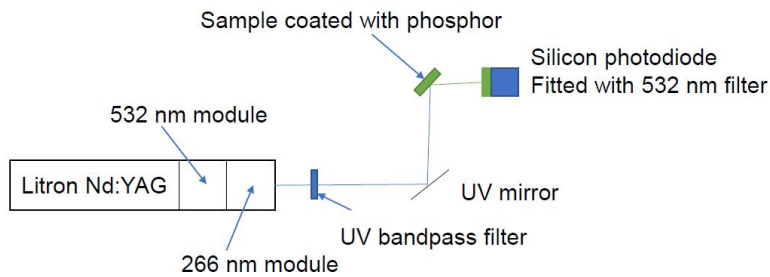 Sample coated with phosphor
Silicon photodiode
Fitted with 532 nm filter
532 nm module
Litron Nd:YAG
UV mirror
UV bandpass filter
266 nm module